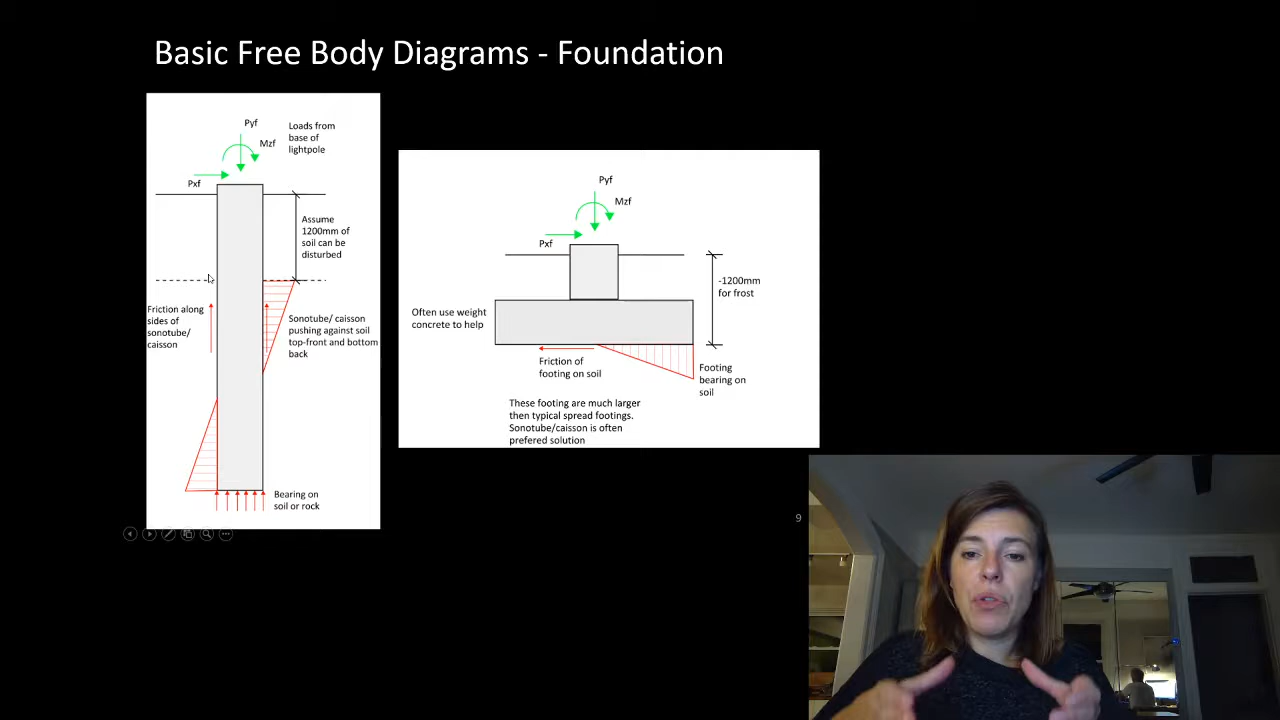 Basic Free Body Diagrams - Foundation
Pyf
Mzf
Loads from
base of
lightpole
Pxf
Assume
1200mm of
soil can be
disturbed
Friction along
sides of
sonotube/
caisson
Sonotube/ caisson
pushing against soil
top-front and bottom
back
Bearing on
soil or rock
Pyf
Mzf
Pxf
-1200mm
for frost
Often use weight
concrete to help
Friction of
footing on soil
Footing
bearing on
soil
These footing are much larger
then typical spread footings.
Sonotube/caisson is often
prefered solution
9